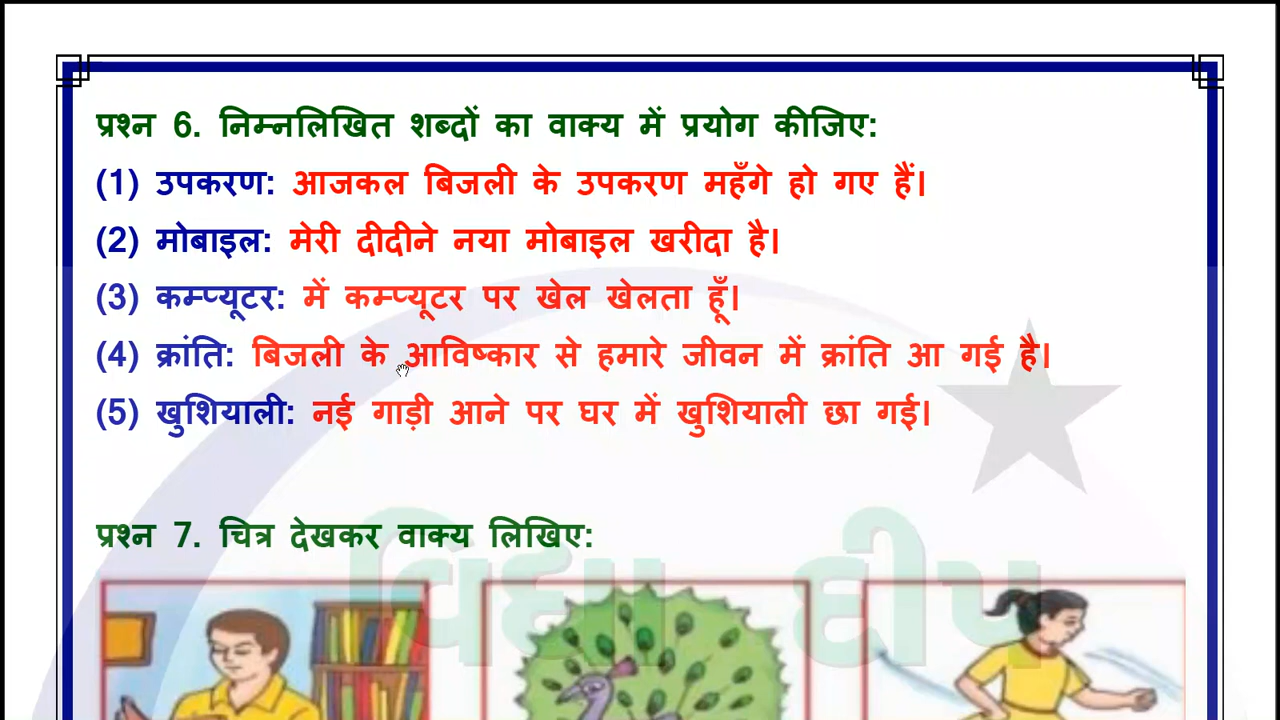 प्रश्न 6. निम्नलिखित शब्दों का वाक्य में प्रयोग कीजिए:
(1) उपकरण: आजकल बिजली के उपकरण महँगे हो गए हैं।
(2) मोबाइल: मेरी दीदीने नया मोबाइल खरीदा है।
(3) कम्प्यूटर: में कम्प्यूटर पर खेल खेलता हूँ।
(4) क्रांति: बिजली के आविष्कार से हमारे जीवन में क्रांति आ गई है।
(5) खुशियाली: नई गाड़ी आने पर घर में खुशियाली छा गई।
प्रश्न 7. चित्र देखकर वाक्य लिखिए:
વિદ્યા દીપ